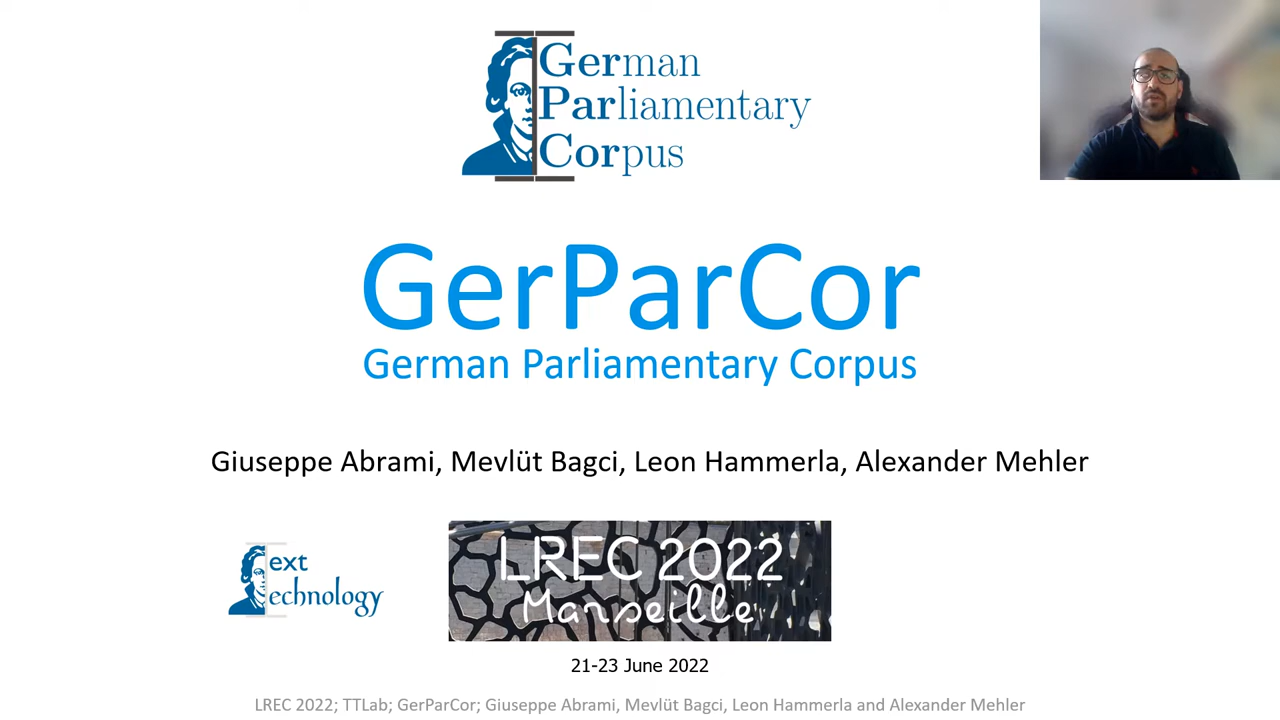 German
Parliamentary
Corpus
GerParCor
German Parliamentary Corpus
Giuseppe Abrami, Mevlüt Bagci, Leon Hammerla, Alexander Mehler
ext
echnology
LREC 2022
Marseille
21-23 June 2022
LREC 2022; TTLab; GerParCor; Giuseppe Abrami, Mevlüt Bagci, Leon Hammerla and Alexander Mehler